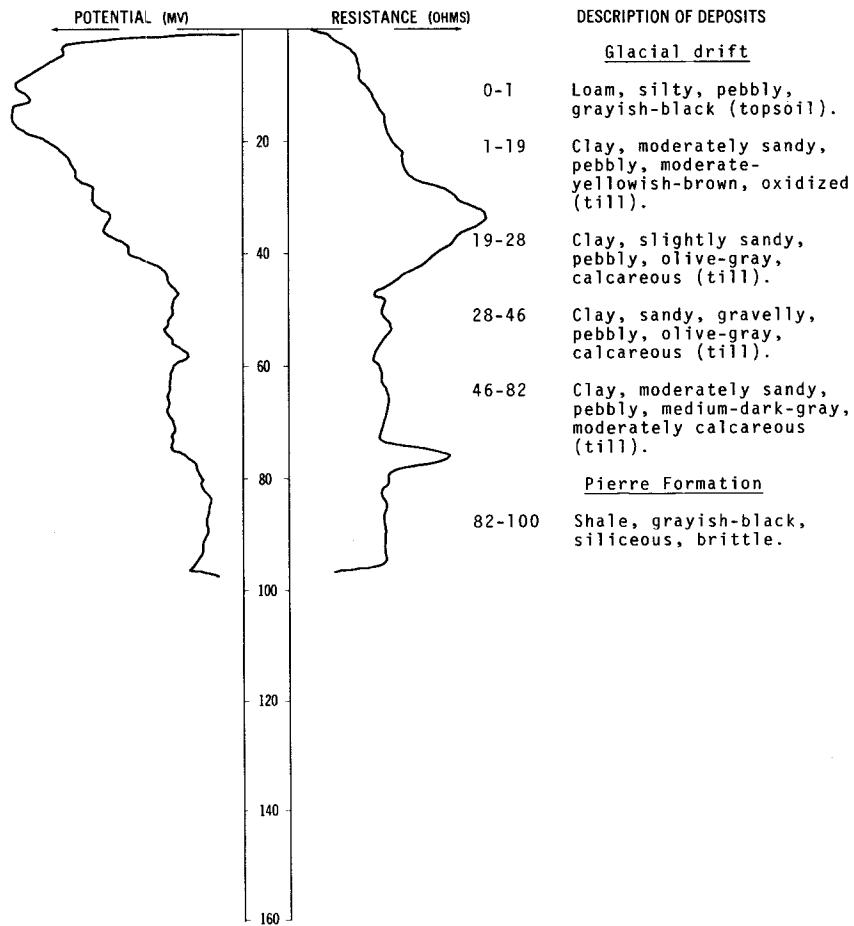 POTENTIAL (MV)
RESISTANCE (OHMS)
DESCRIPTION OF DEPOSITS
Glacial drift
0-1 Loam, silty, pebbly,
grayish-black (topsoil).
1-19 Clay, moderately sandy,
pebbly, moderate-
yellowish-brown, oxidized
(till).
19-28 Clay, slightly sandy,
pebbly, olive-gray,
calcareous (till).
28-46 Clay, sandy, gravelly,
pebbly, olive-gray,
calcareous (till).
46-82 Clay, moderately sandy,
pebbly, medium-dark-gray,
moderately calcareous
(till).
Pierre Formation
82-100 Shale, grayish-black,
siliceous, brittle.
20
40
60
80
100
120
140
160